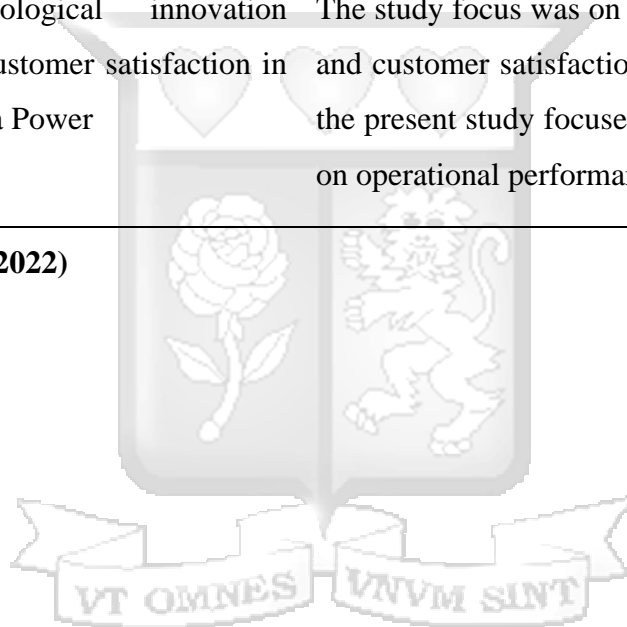 ological innovation The study focus was on
ustomer satisfaction in and customer satisfactio
a Power the present study focuse
on operational performa
2022)
VT OMNES VNVM SINT